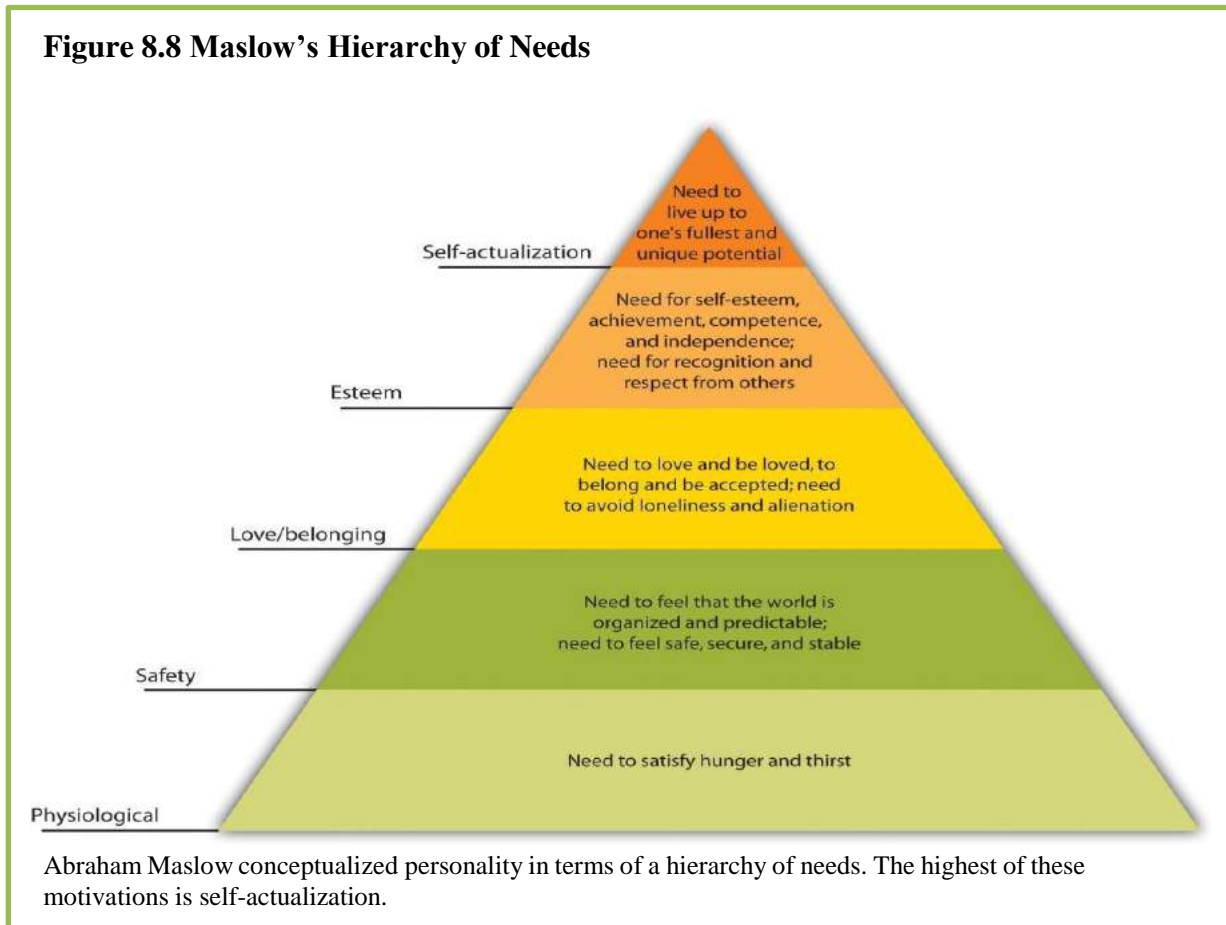 Figure 8.8 Maslow’s Hierarchy of Needs
Need to
live up to
one's fullest and
unique potential
Self-actualization
Need for self-esteem,
achievement, competence,
and independence;
need for recognition and
respect from others
Esteem
Need to love and be loved, to
belong and be accepted; need
to avoid loneliness and alienation
Love/belonging
Need to feel that the world is
organized and predictable;
need to feel safe, secure, and stable
Safety
Need to satisfy hunger and thirst
Physiological
Abraham Maslow conceptualized personality in terms of a hierarchy of needs. The highest of these
motivations is self-actualization.